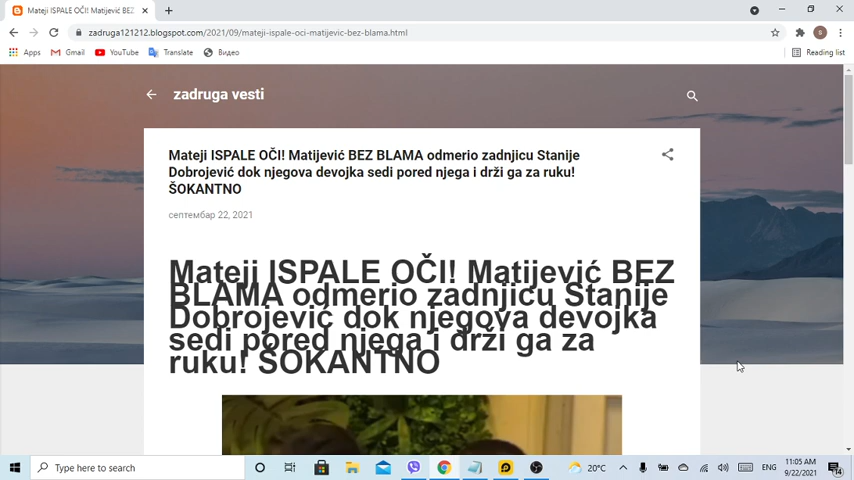 Mateji ISPALE OČI! Matijević BEZ
zadruga121212.blogspot.com/2021/09/mateji-ispale-oci-matijevic-bez-blama.html
Apps
Gmail
YouTube
Translate
Видео
Reading list
zadruga vesti
Mateji ISPALE OČI! Matijević BEZ BLAMA odmerio zadnjicu Stanije
Dobrojević dok njegova devojka sedi pored njega i drži ga za ruku!
ŠOKANTNO
септембар 22, 2021
Mateji ISPALE OČI! Matijević BEZ
BLAMA odmerio zadnjicu Stanije
Dobrojević dok njegova devojka
sedi pored njega i drži ga za
ruku! ŠOKANTNO
Type here to search
20°C
ENG
11:05 AM
9/22/2021
14